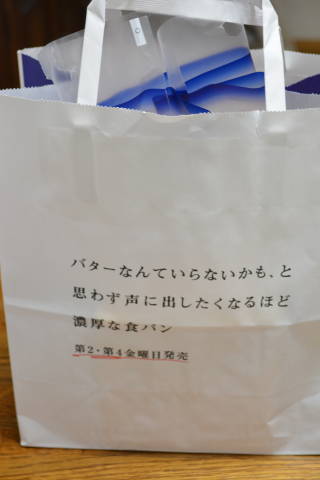 バターなんていらないかも、と
思わず声に出したくなるほど
濃厚な食パン
第2・第4金曜日発売